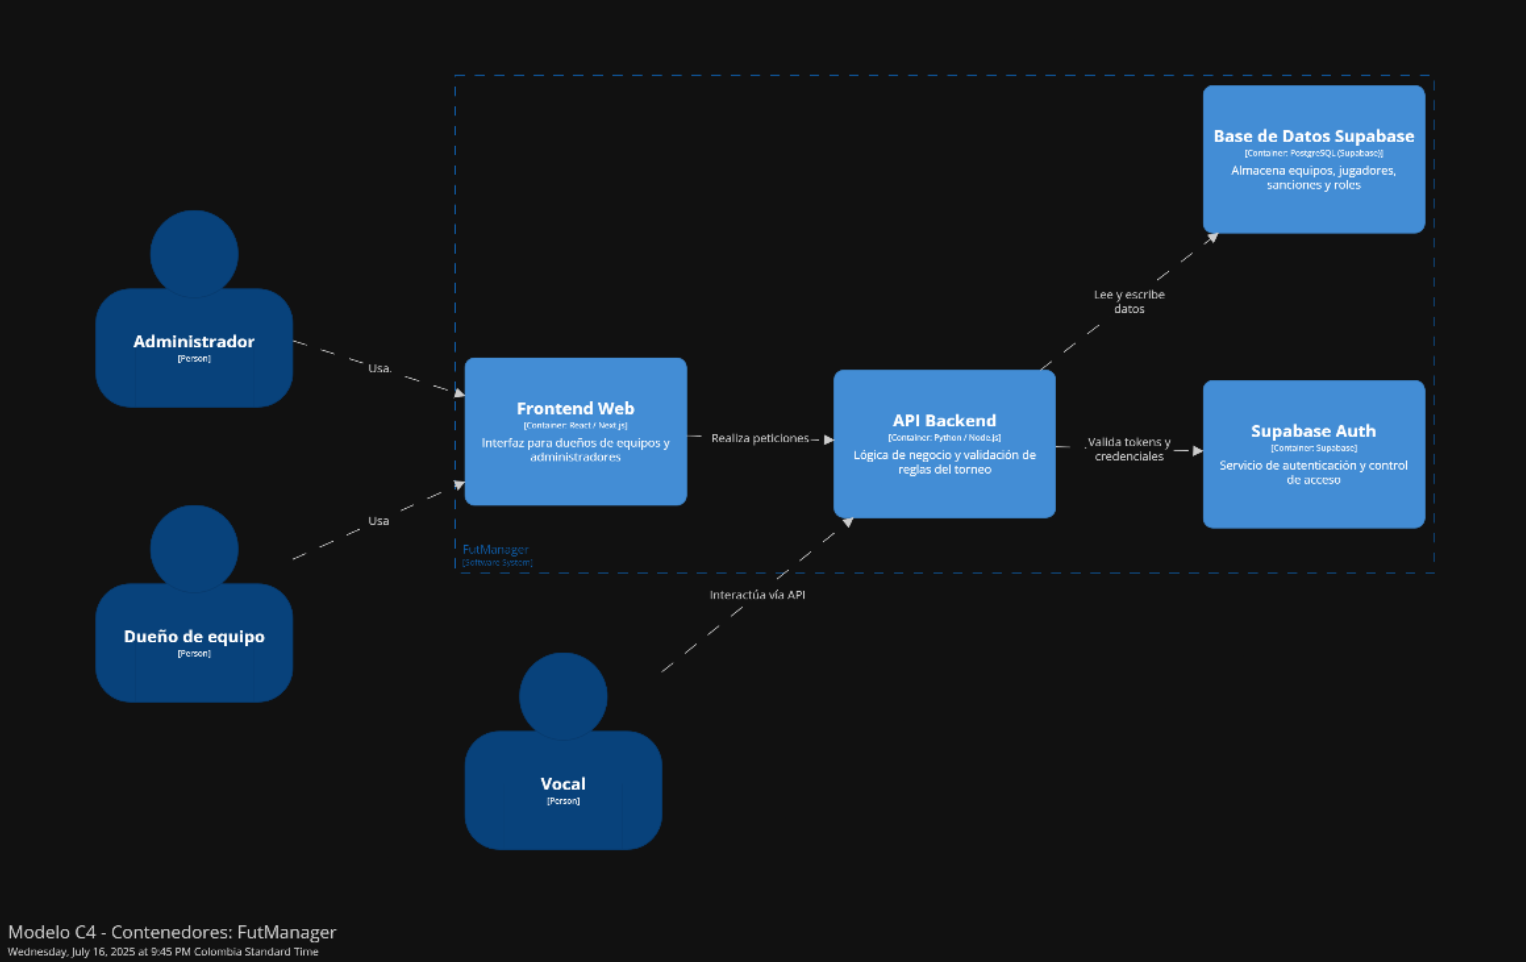 Base de Datos Supabase
[Container: PostgreSQL (Supabase)]
Almacena equipos, jugadores,
sanciones y roles
Lee y escribe
datos
Administrador
[Person]
Usa.
Frontend Web
[Container: React / Next.js]
Interfaz para dueños de equipos y
administradores
Realiza peticiones
API Backend
[Container: Python / Node.js]
Lógica de negocio y validación de
reglas del torneo
Valida tokens y
credenciales
Supabase Auth
[Container: Supabase]
Servicio de autenticación y control
de acceso
Usa
FutManager
[Software System]
Dueño de equipo
[Person]
Interactúa vía API
Vocal
[Person]
Modelo C4 - Contenedores: FutManager
Wednesday, July 16, 2025 at 9:45 PM Colombia Standard Time